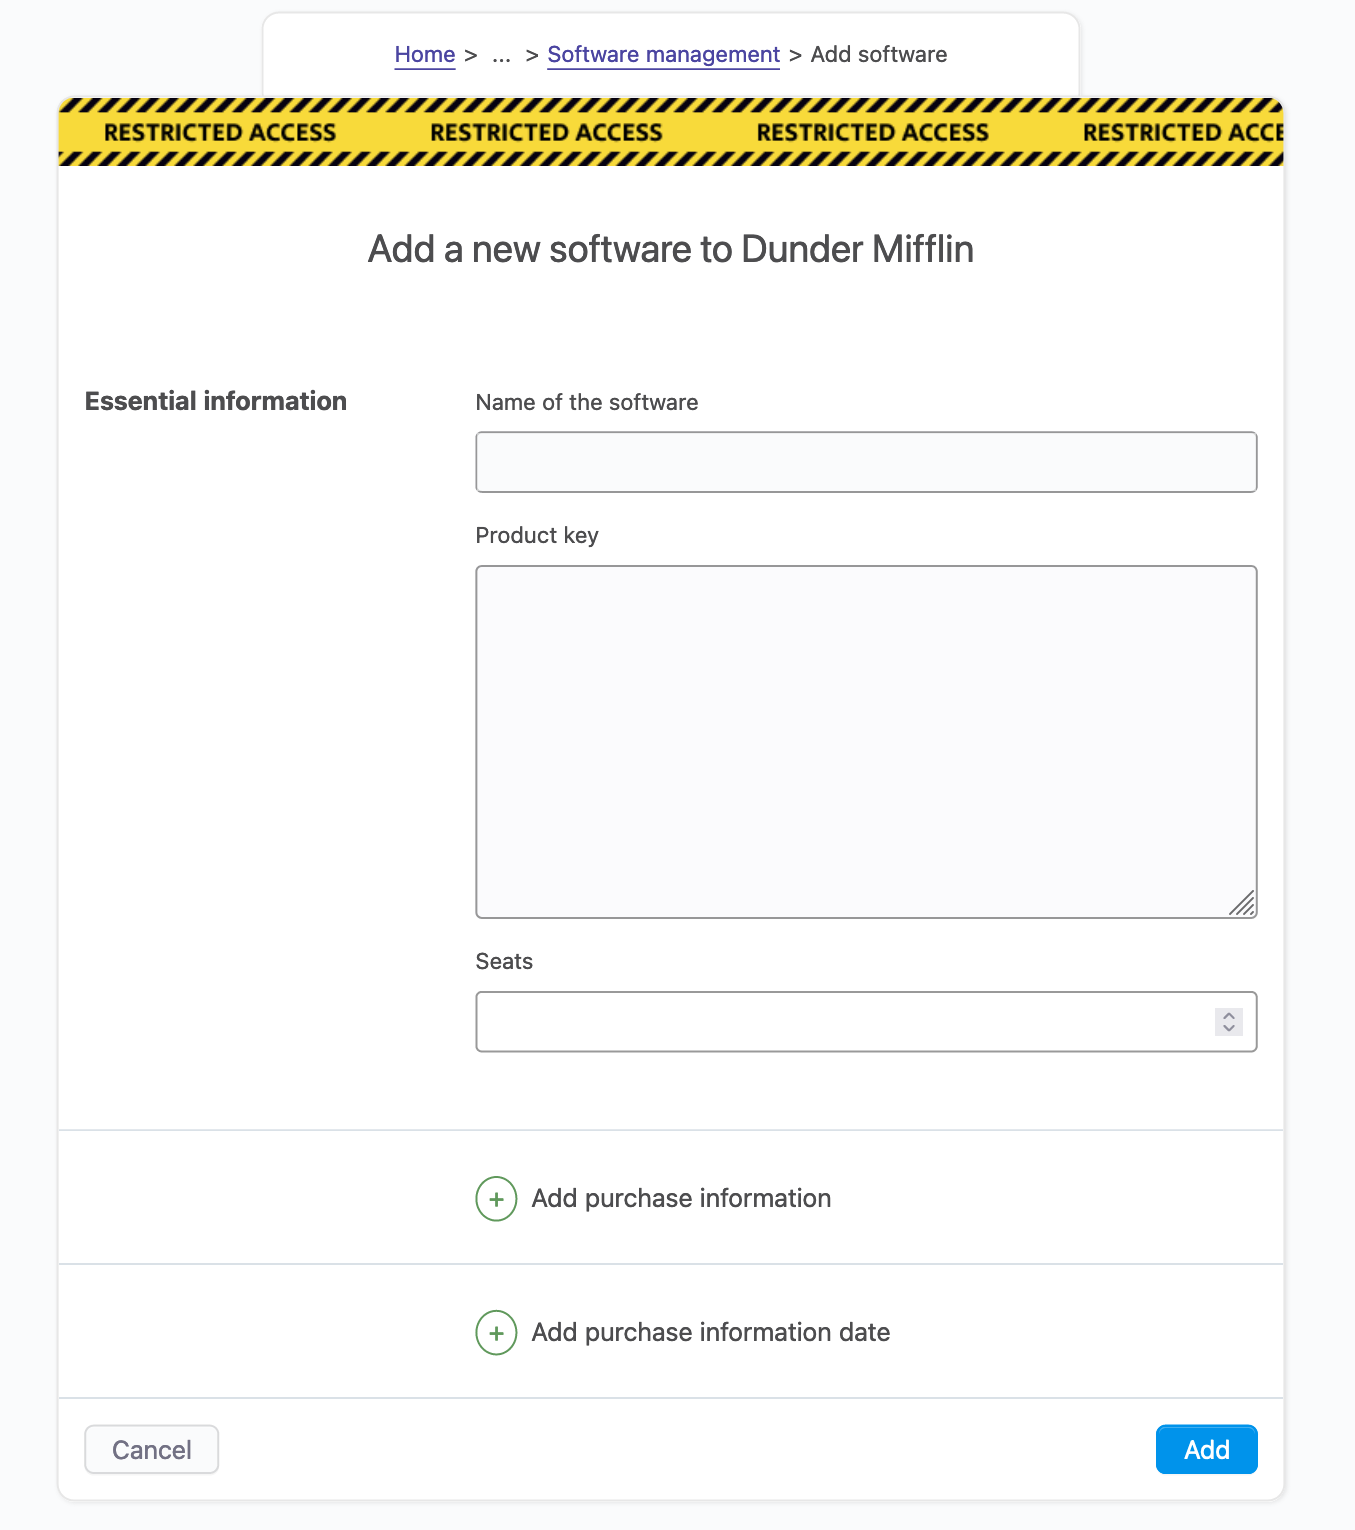 Home > ... > Software management > Add software
RESTRICTED ACCESS RESTRICTED ACCESS RESTRICTED ACCESS RESTRICTED ACCE
Add a new software to Dunder Mifflin
Essential information
Name of the software
Product key
Seats
+ Add purchase information
+ Add purchase information date
Cancel Add